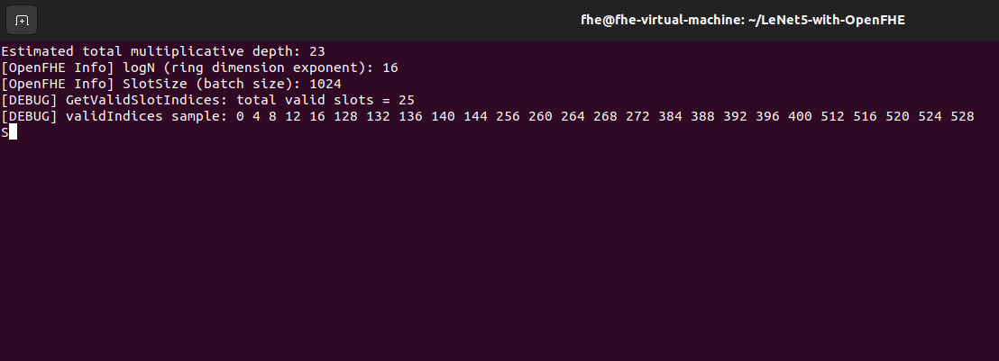 fhe@fhe-virtual-machine: ~/LeNet5-with-OpenFHE
Estimated total multiplicative depth: 23
[OpenFHE Info] logN (ring dimension exponent): 16
[OpenFHE Info] SlotSize (batch size): 1024
[DEBUG] GetValidSlotIndices: total valid slots = 25
[DEBUG] validIndices sample: 0 4 8 12 16 128 132 136 140 144 256 260 264 268 272 384 388 392 396 400 512 516 520 524 528
S